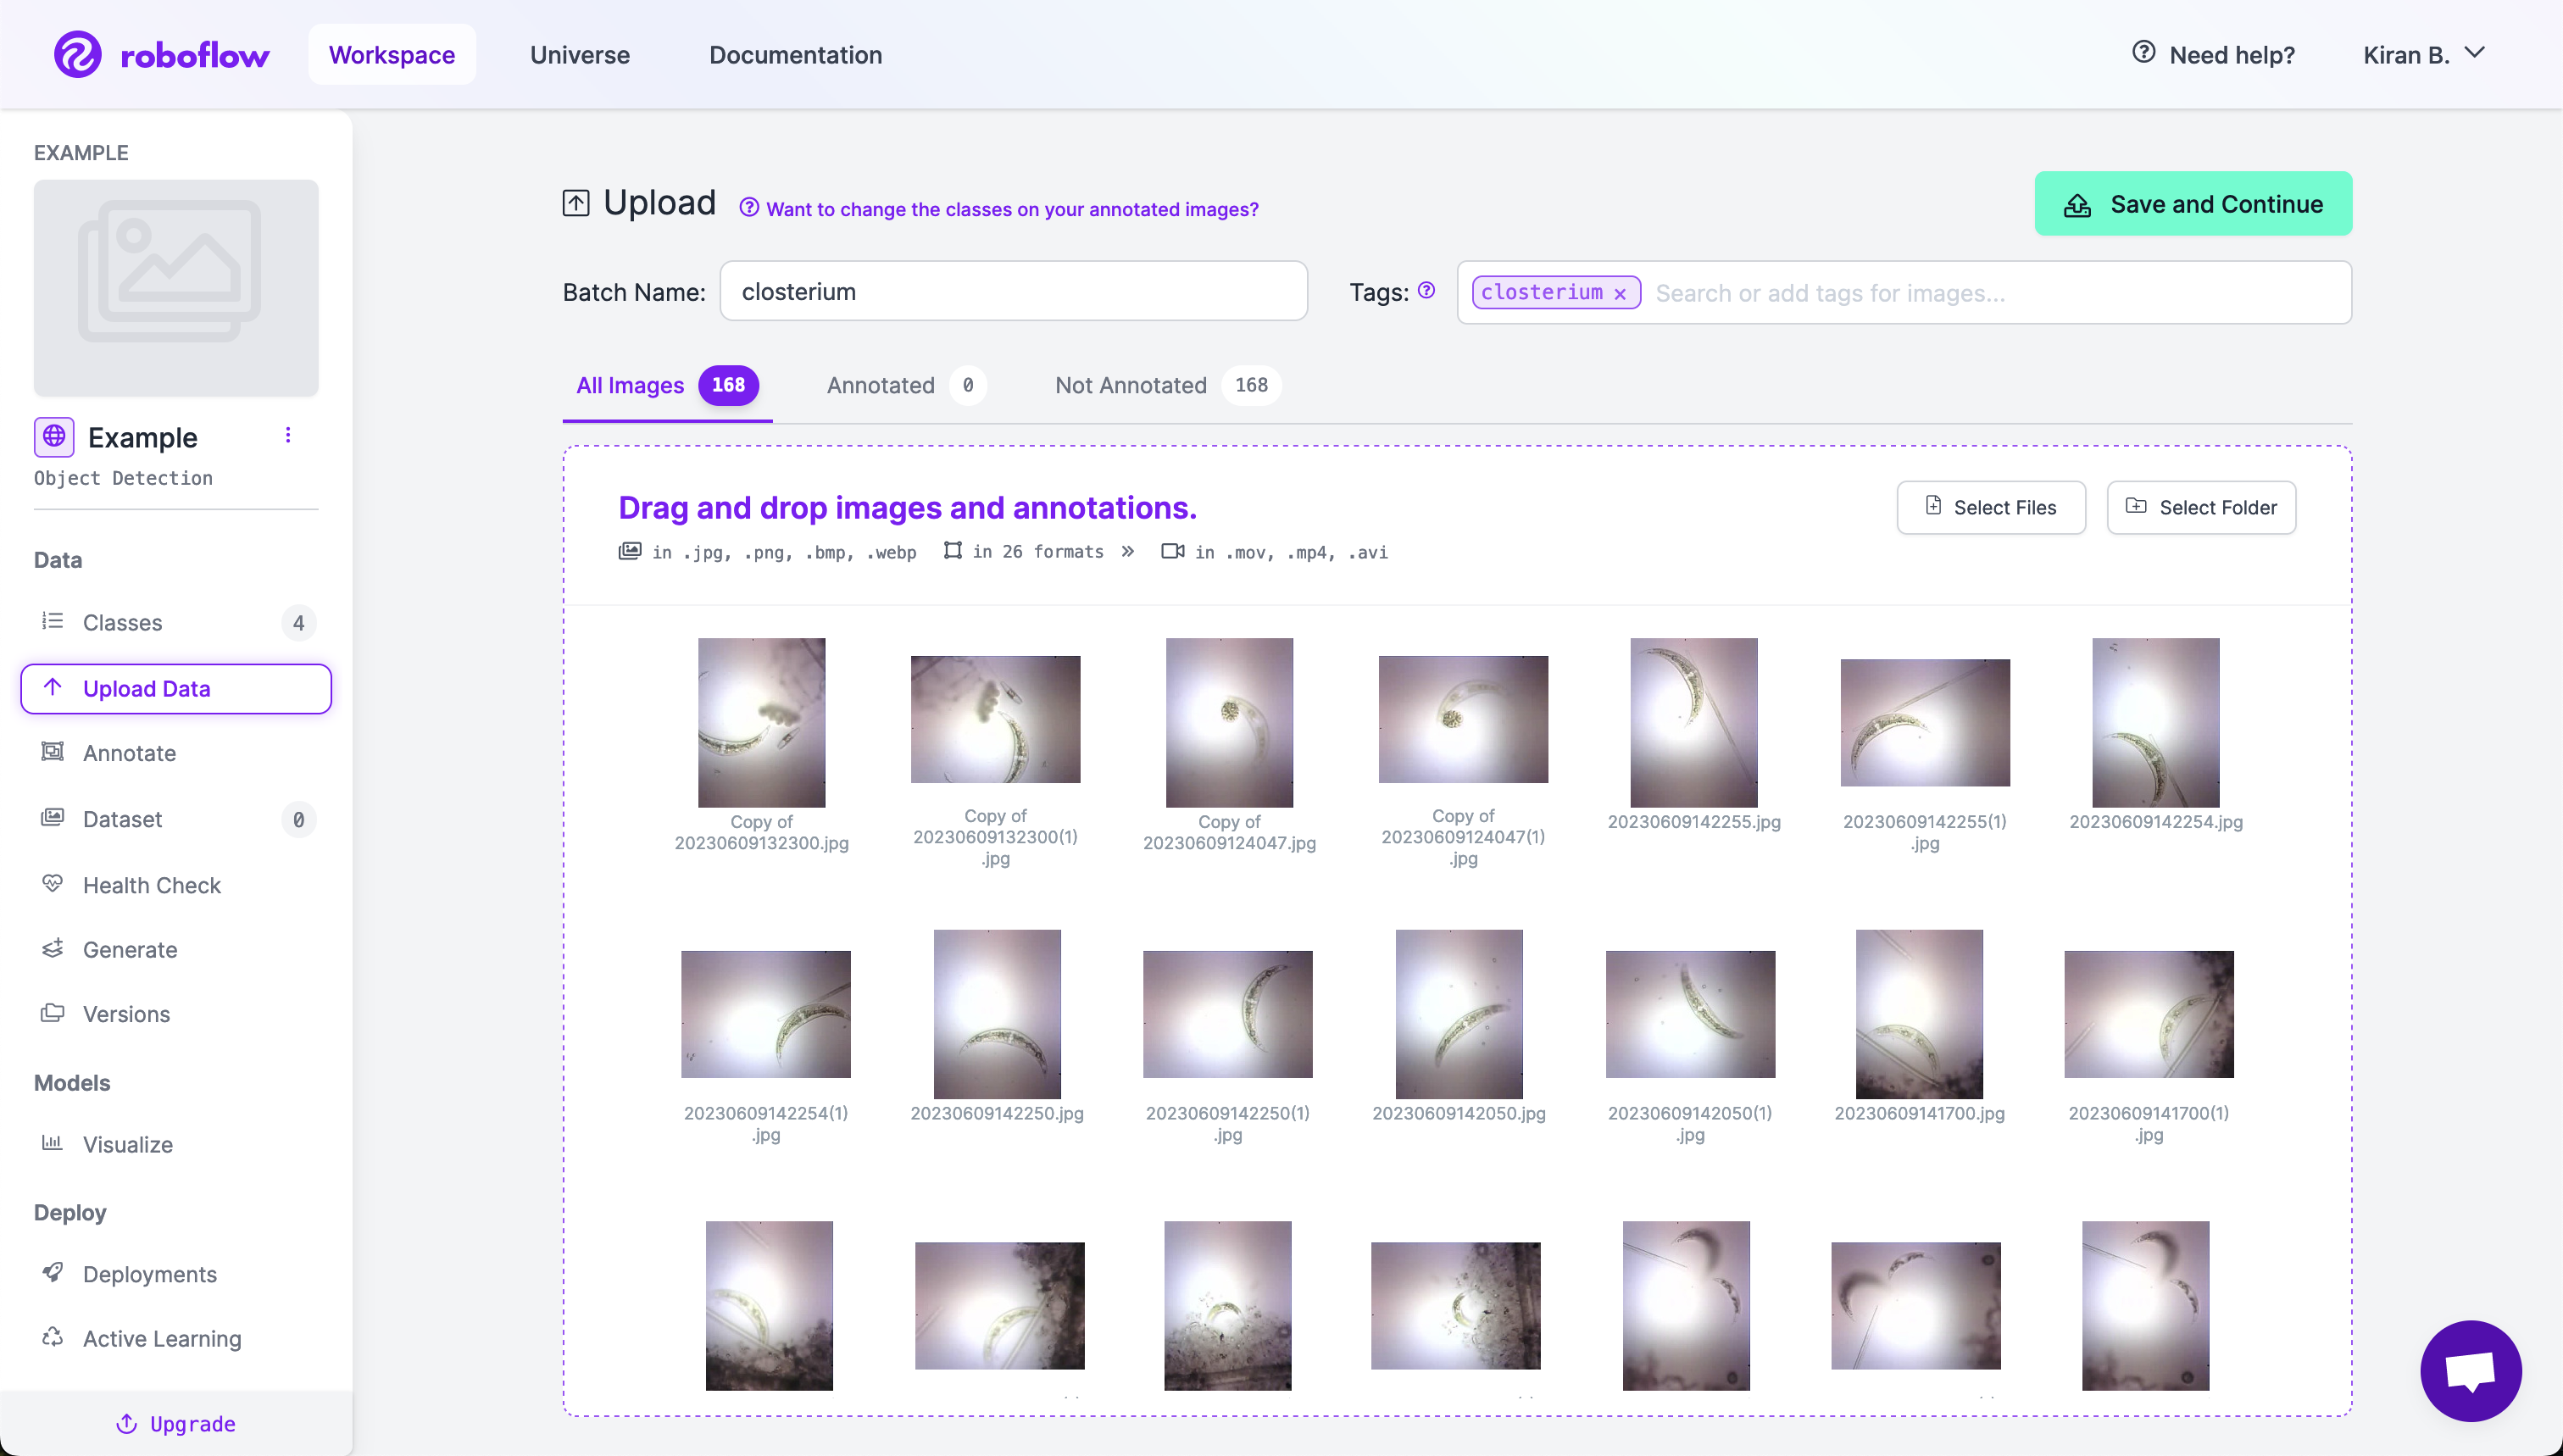 roboflow
Workspace
Universe
Documentation
Need help?
Kiran B.
EXAMPLE
Example
Object Detection
Data
Classes 4
Upload Data
Annotate
Dataset 0
Health Check
Generate
Versions
Models
Visualize
Deploy
Deployments
Active Learning
Upgrade
Upload
Want to change the classes on your annotated images?
Save and Continue
Batch Name: closterium
Tags: closterium × Search or add tags for images...
All Images 168
Annotated 0
Not Annotated 168
Drag and drop images and annotations.
in .jpg, .png, .bmp, .webp
in 26 formats »
in .mov, .mp4, .avi
Select Files
Select Folder
Copy of
20230609132300.jpg
Copy of
20230609132300(1)
.jpg
Copy of
20230609124047.jpg
Copy of
20230609124047(1)
.jpg
20230609142255.jpg
20230609142255(1)
.jpg
20230609142254.jpg
20230609142254(1)
.jpg
20230609142250.jpg
20230609142250(1)
.jpg
20230609142050.jpg
20230609142050(1)
.jpg
20230609141700.jpg
20230609141700(1)
.jpg